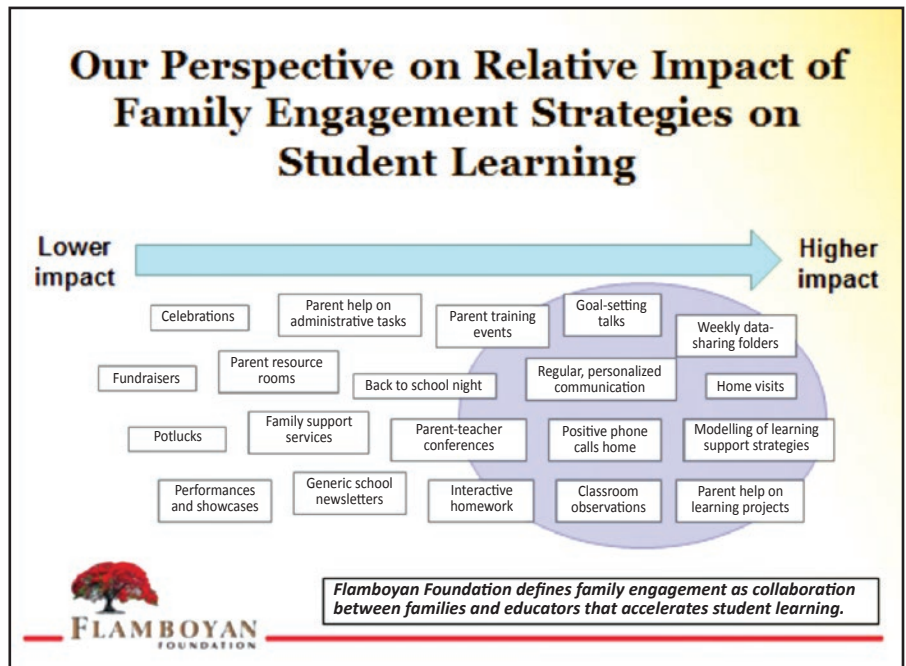 Our Perspective on Relative Impact of
Family Engagement Strategies on
Student Learning
Lower
impact
Higher
impact
Celebrations
Parent help on
administrative tasks
Parent training
events
Goal-setting
talks
Weekly data-
sharing folders
Fundraisers
Parent resource
rooms
Back to school night
Regular, personalized
communication
Home visits
Potlucks
Family support
services
Parent-teacher
conferences
Positive phone
calls home
Modelling of learning
support strategies
Performances
and showcases
Generic school
newsletters
Interactive
homework
Classroom
observations
Parent help on
learning projects
FLAMBOYAN
FOUNDATION
Flamboyan Foundation defines family engagement as collaboration
between families and educators that accelerates student learning.